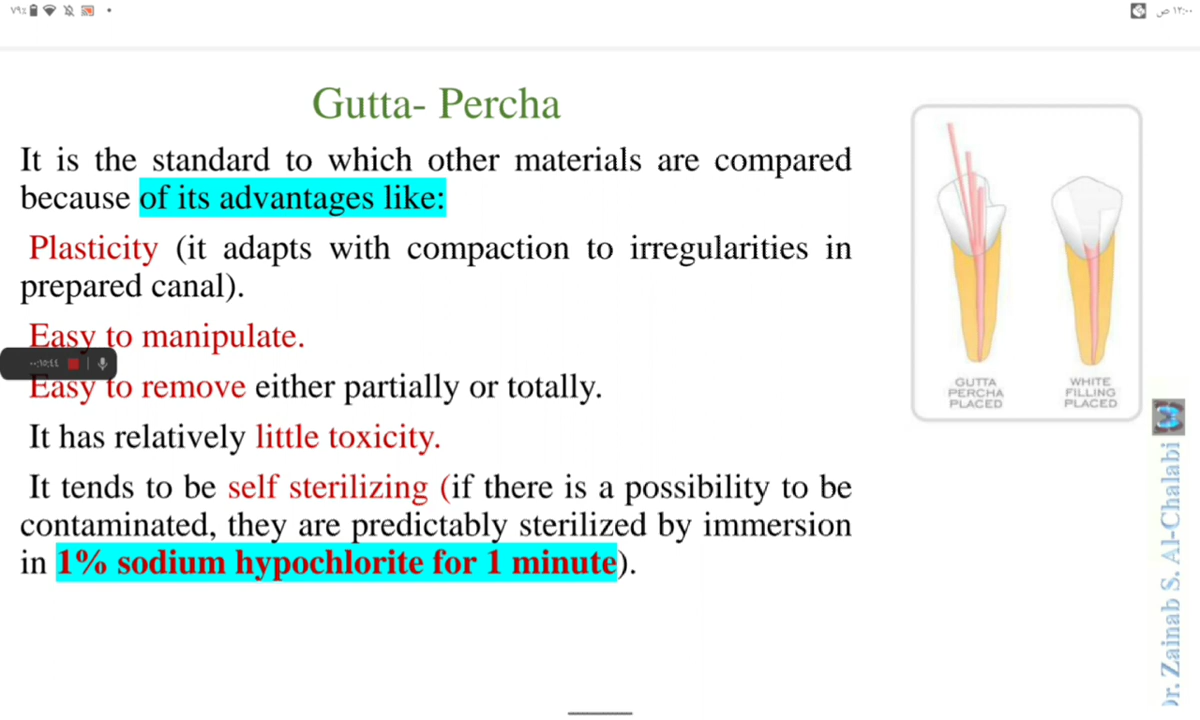 ٧٩٪
١٢:٠٠ ص
Gutta- Percha
It is the standard to which other materials are compared
because of its advantages like:
Plasticity (it adapts with compaction to irregularities in
prepared canal).
Easy to manipulate.
Easy to remove either partially or totally.
It has relatively little toxicity.
It tends to be self sterilizing (if there is a possibility to be
contaminated, they are predictably sterilized by immersion
in 1% sodium hypochlorite for 1 minute).
GUTTA
PERCHA
PLACED
WHITE
FILLING
PLACED
Dr. Zainab S. Al-Chalabi